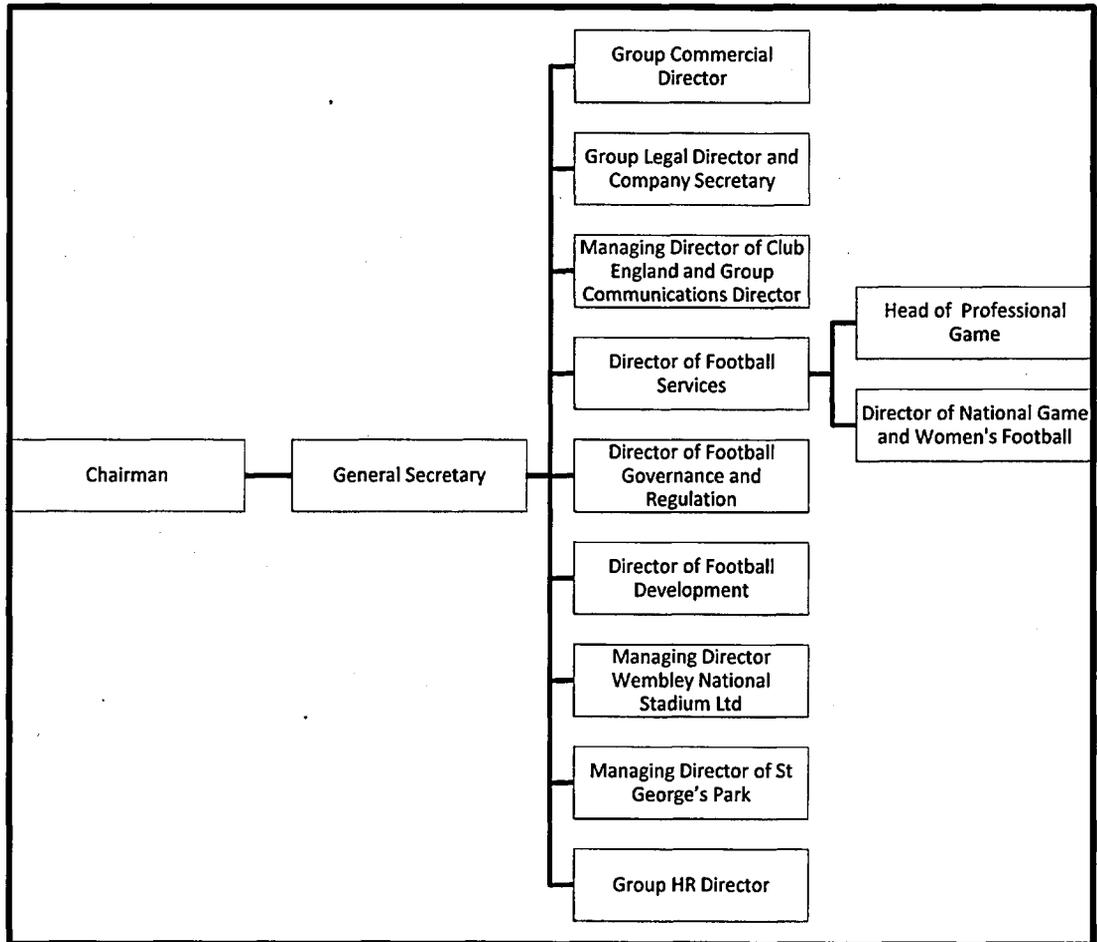 Group Commercial
Director
Group Legal Director and
Company Secretary
Managing Director of Club
England and Group
Communications Director
Head of Professional
Game
Director of Football
Services
Director of National Game
and Women's Football
Chairman
General Secretary
Director of Football
Governance and
Regulation
Director of Football
Development
Managing Director
Wembley National
Stadium Ltd
Managing Director of St
George's Park
Group HR Director